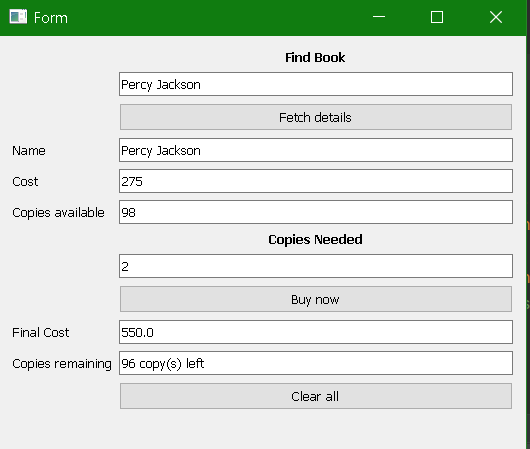 Form
Find Book
Percy Jackson
Fetch details
Name Percy Jackson
Cost 275
Copies available 98
Copies Needed
2
Buy now
Final Cost 550.0
Copies remaining 96 copy(s) left
Clear all